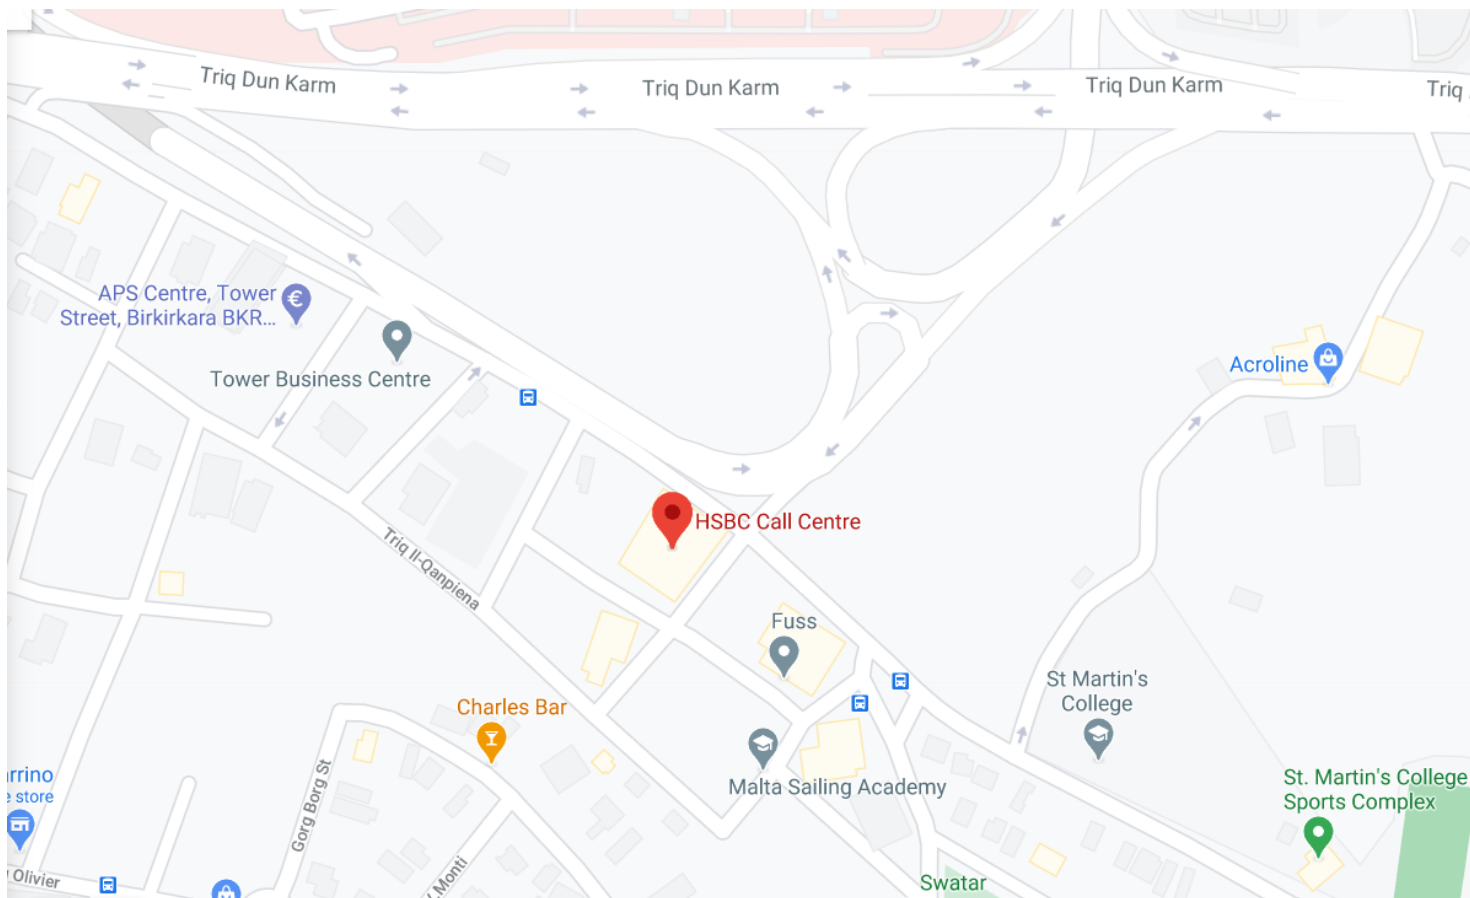 Triq Dun Karm
Triq Dun Karm
Triq Dun Karm
Triq
APS Centre, Tower
Street, Birkirkara BKR...
Tower Business Centre
Acroline
HSBC Call Centre
Triq Il-Qanpiena
Fuss
St Martin's
College
Charles Bar
Malta Sailing Academy
arrino
e store
St. Martin's College
Sports Complex
Gorg Borg St
Monti
Olivier
Swatar